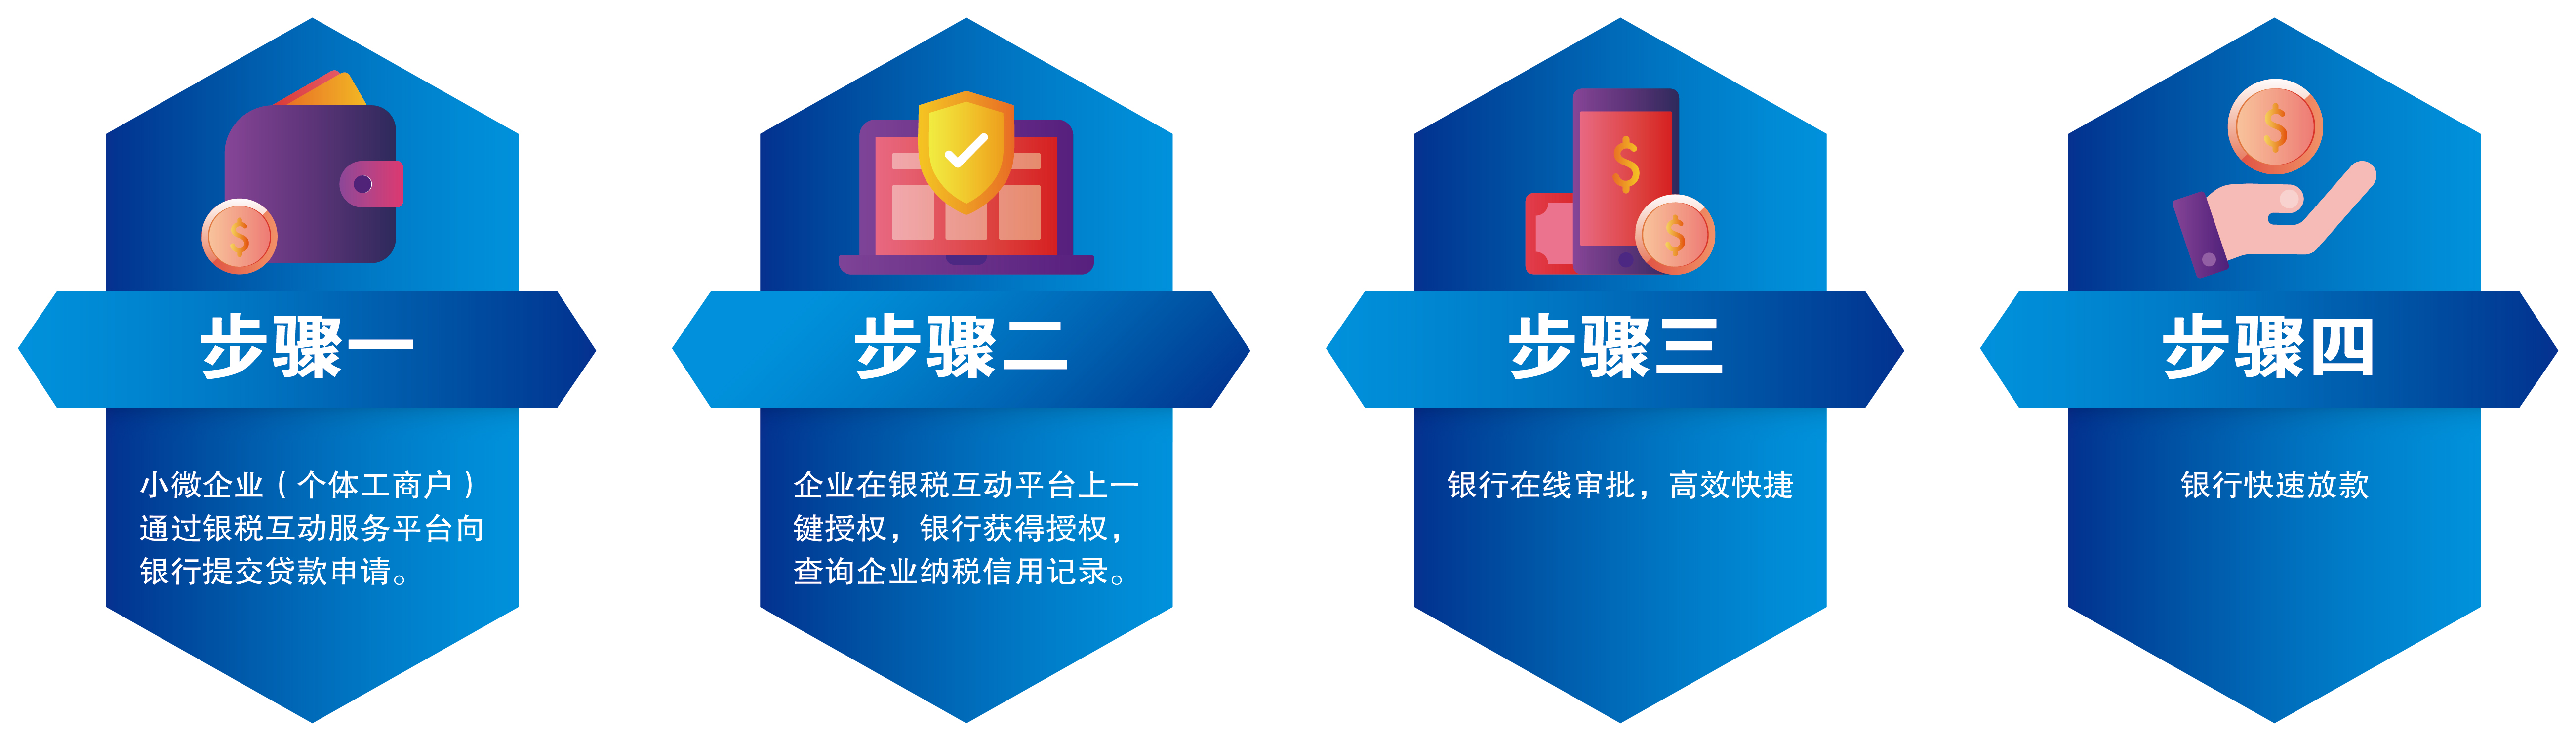 步骤一
小微企业（个体工商户）
通过银税互动服务平台向
银行提交贷款申请。
步骤二
企业在银税互动平台上一
键授权，银行获得授权，
查询企业纳税信用记录。
步骤三
银行在线审批，高效快捷
步骤四
银行快速放款